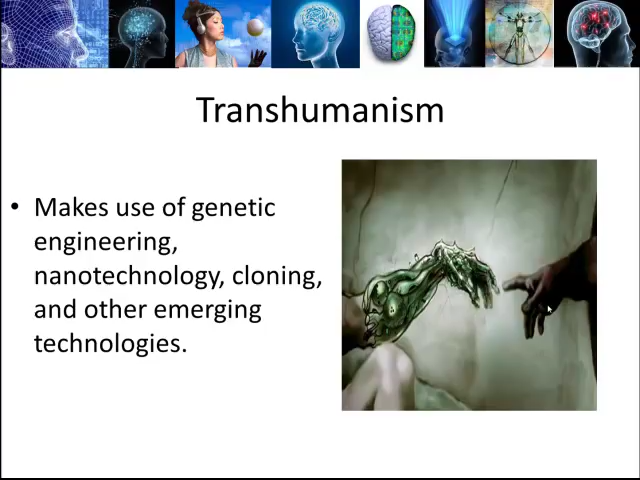 Transhumanism
• Makes use of genetic
engineering,
nanotechnology, cloning,
and other emerging
technologies.